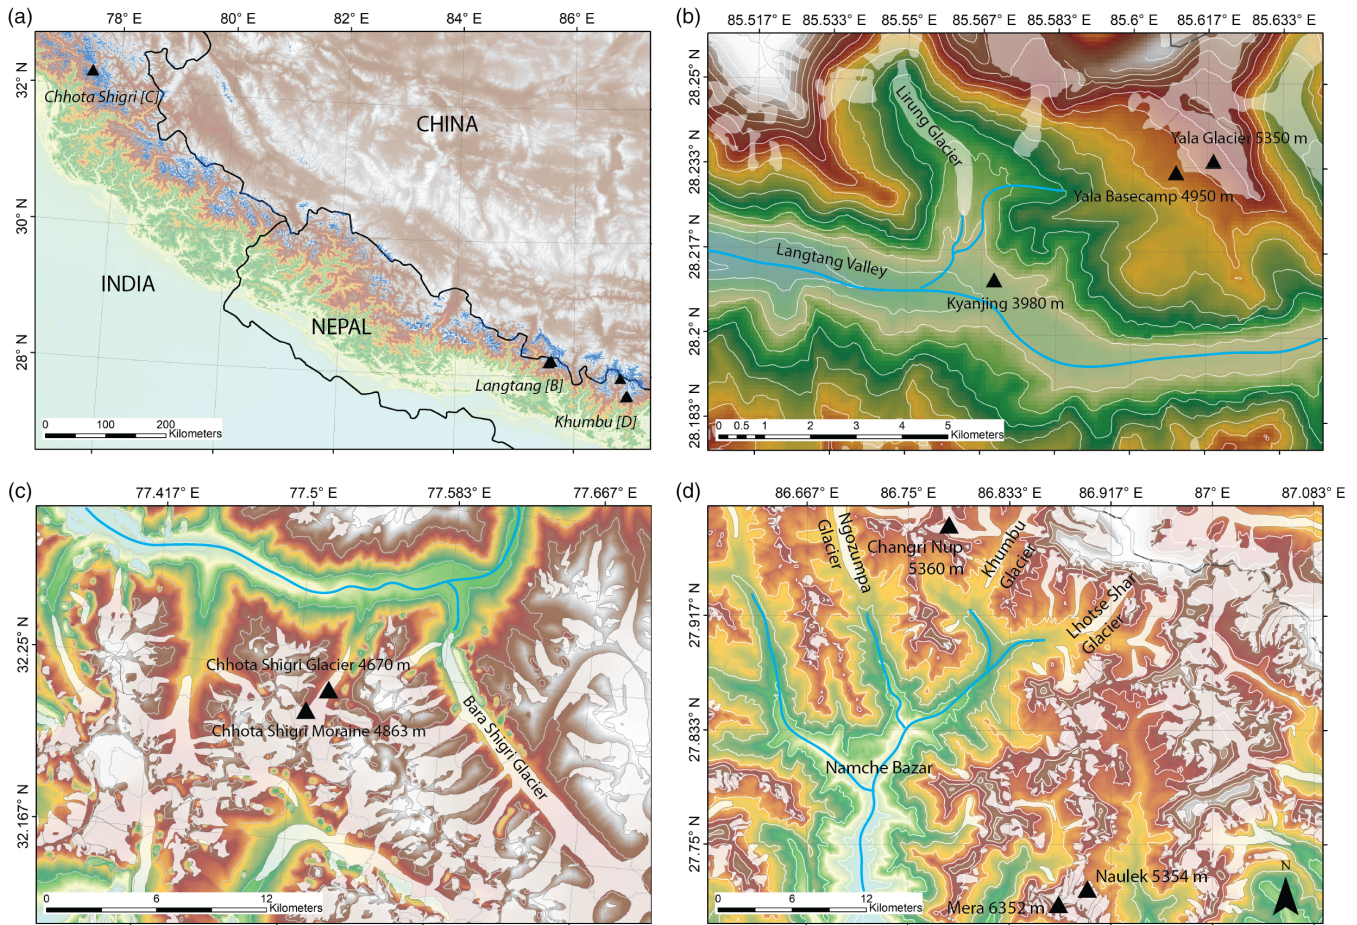 (a)
78° E 80° E 82° E 84° E 86° E
32° N
30° N
28° N
Chhota Shigri [C]
CHINA
INDIA
NEPAL
Langtang [B]
Khumbu [D]
0 100 200
Kilometers
(b)
85.517° E 85.533° E 85.55° E 85.567° E 85.583° E 85.6° E 85.617° E 85.633° E
28.25° N
28.233° N
28.217° N
28.2° N
28.183° N
Lirung Glacier
Yala Glacier 5350 m
Yala Basecamp 4950 m
Langtang Valley
Kyanjing 3980 m
0 0.5 1 2 3 4 5
Kilometers
(c)
77.417° E 77.5° E 77.583° E 77.667° E
32.25° N
32.167° N
Chhota Shigri Glacier 4670 m
Chhota Shigri Moraine 4863 m
Bara Shigri Glacier
0 6 12
Kilometers
(d)
86.667° E 86.75° E 86.833° E 86.917° E 87° E 87.083° E
27.917° N
27.833° N
27.75° N
Ngozumpa
Glacier
Changri Nup
5360 m
Khumbu
Glacier
Lhotse Shar
Glacier
Namche Bazar
Naulek 5354 m
Mera 6352 m
N
0 6 12
Kilometers